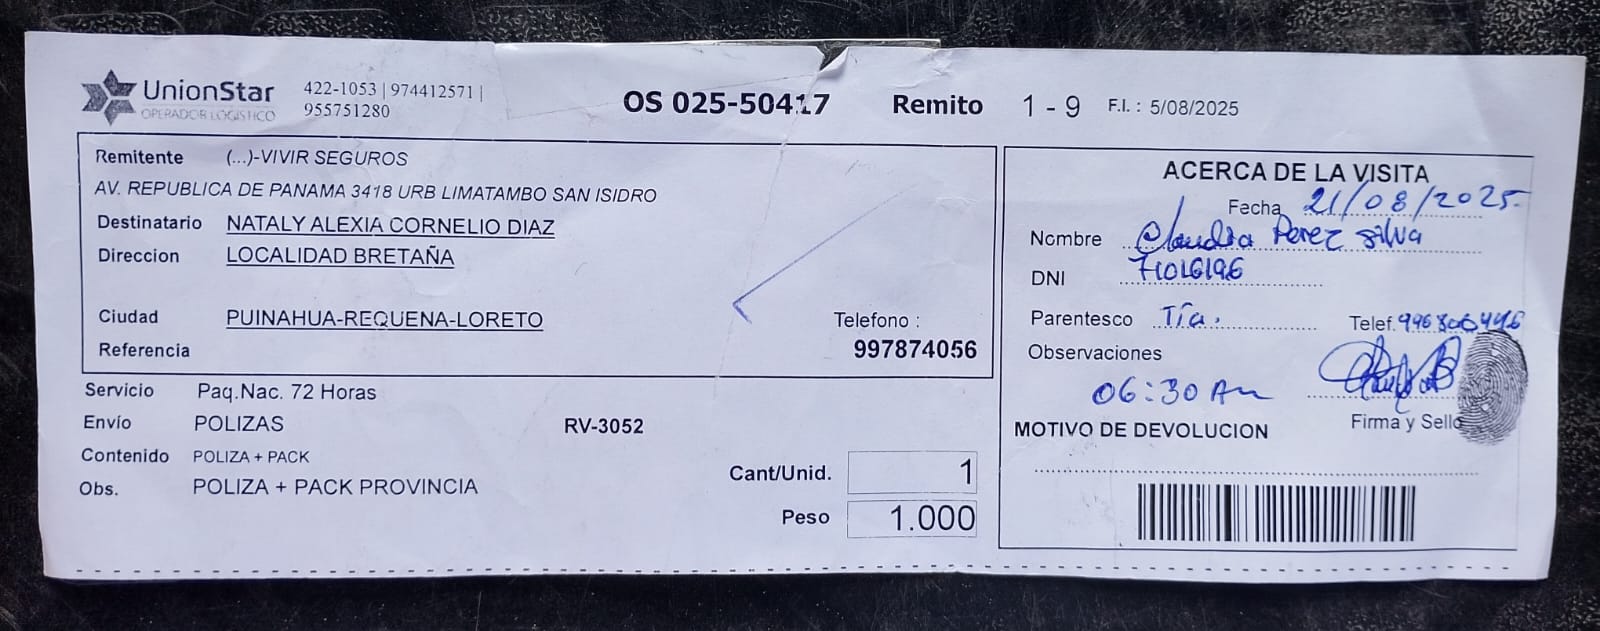 UnionStar
OPERADOR LOGISTICO
422-1053 | 974412571 |
955751280
OS 025-50417 Remito 1 - 9 F.I. : 5/08/2025
Remitente (...)-VIVIR SEGUROS
AV. REPUBLICA DE PANAMA 3418 URB LIMATAMBO SAN ISIDRO
Destinatario NATALY ALEXIA CORNELIO DIAZ
Direccion LOCALIDAD BRETAÑA
Ciudad PUINAHUA-REQUENA-LORETO
Telefono :
Referencia 997874056
Servicio Paq.Nac. 72 Horas
Envío POLIZAS RV-3052
Contenido POLIZA + PACK
Obs. POLIZA + PACK PROVINCIA
Cant/Unid. 1
Peso 1.000
ACERCA DE LA VISITA
Fecha 21/08/2025
Nombre Claudia Perez Silva
DNI 71016196
Parentesco Tía. Telef.
Observaciones
06:30 Am
Firma y Sello
MOTIVO DE DEVOLUCION